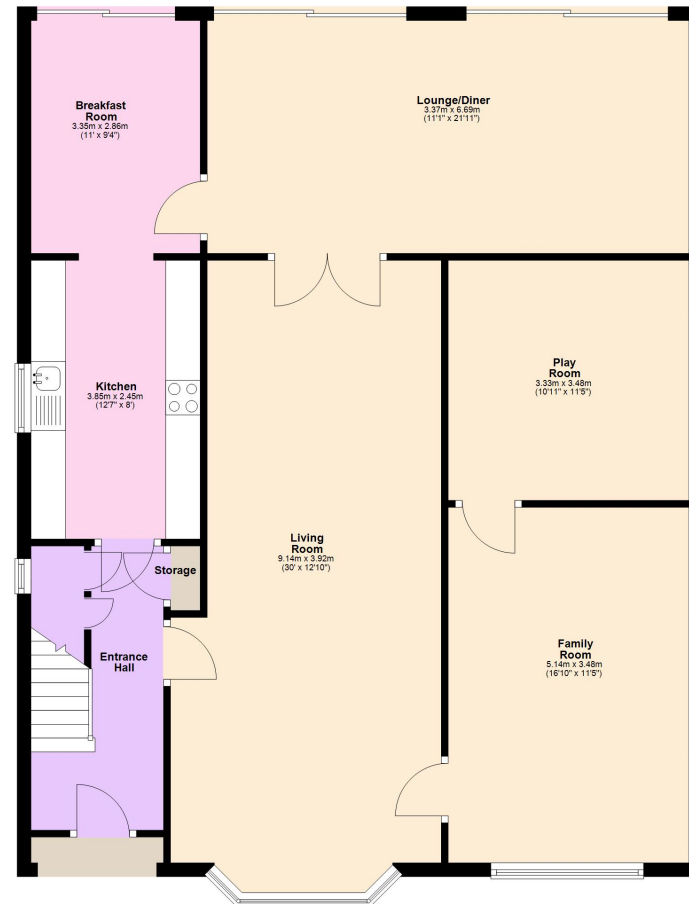 Breakfast
Room
3.35m x 2.86m
(11' x 9'4")
Lounge/Diner
3.37m x 6.69m
(11'1" x 21'11")
Kitchen
3.85m x 2.45m
(12'7" x 8')
Play
Room
3.33m x 3.48m
(10'11" x 11'5")
Living
Room
9.14m x 3.92m
(30' x 12'10")
Storage
Entrance
Hall
Family
Room
5.14m x 3.48m
(16'10" x 11'5")